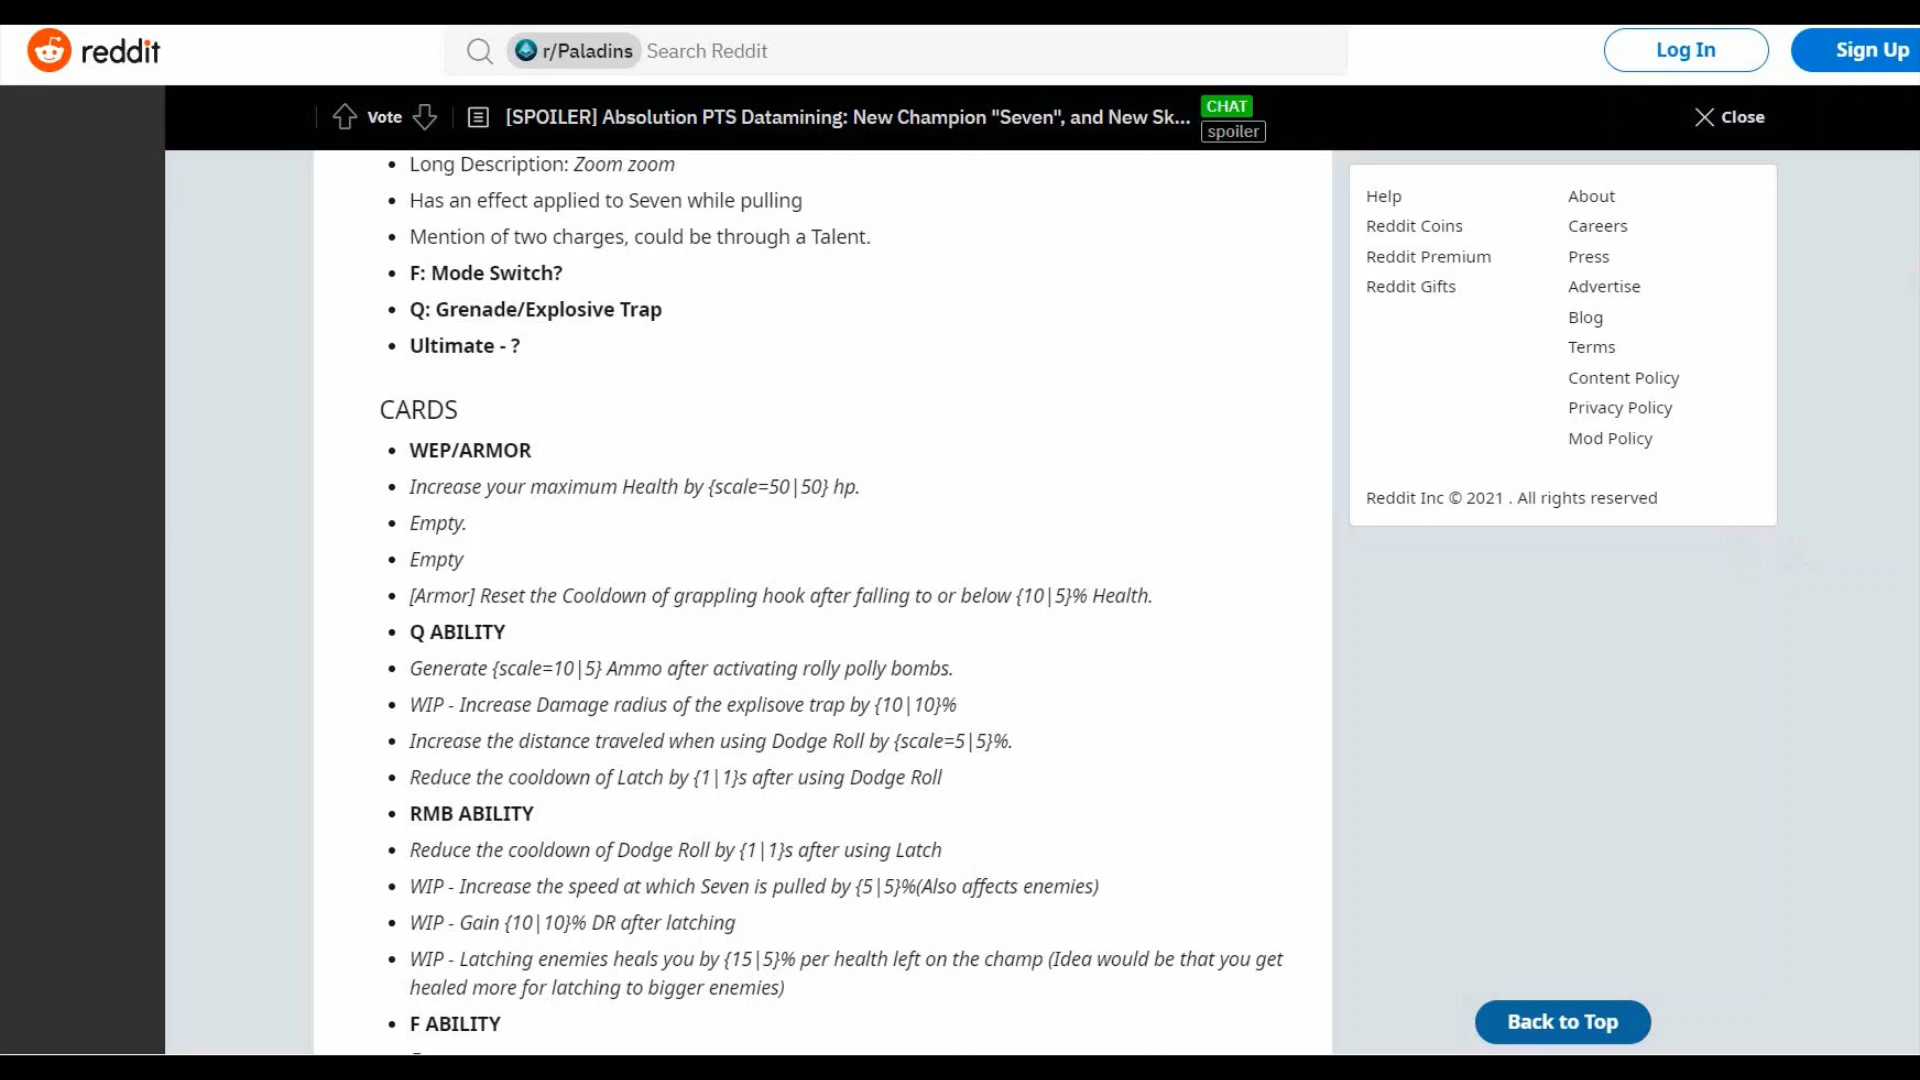 reddit
r/Paladins Search Reddit
Log In
Sign Up
Vote
[SPOILER] Absolution PTS Datamining: New Champion "Seven", and New Sk...
CHAT
spoiler
Close
Long Description: Zoom zoom
Has an effect applied to Seven while pulling
Mention of two charges, could be through a Talent.
F: Mode Switch?
Q: Grenade/Explosive Trap
Ultimate - ?
CARDS
WEP/ARMOR
Increase your maximum Health by {scale=50|50} hp.
Empty.
Empty
[Armor] Reset the Cooldown of grappling hook after falling to or below {10|5}% Health.
Q ABILITY
Generate {scale=10|5} Ammo after activating rolly polly bombs.
WIP - Increase Damage radius of the explisove trap by {10|10}%
Increase the distance traveled when using Dodge Roll by {scale=5|5}%.
Reduce the cooldown of Latch by {1|1}s after using Dodge Roll
RMB ABILITY
Reduce the cooldown of Dodge Roll by {1|1}s after using Latch
WIP - Increase the speed at which Seven is pulled by {5|5}%(Also affects enemies)
WIP - Gain {10|10}% DR after latching
WIP - Latching enemies heals you by {15|5}% per health left on the champ (Idea would be that you get
healed more for latching to bigger enemies)
F ABILITY
Help
Reddit Coins
Reddit Premium
Reddit Gifts
About
Careers
Press
Advertise
Blog
Terms
Content Policy
Privacy Policy
Mod Policy
Reddit Inc © 2021 . All rights reserved
Back to Top